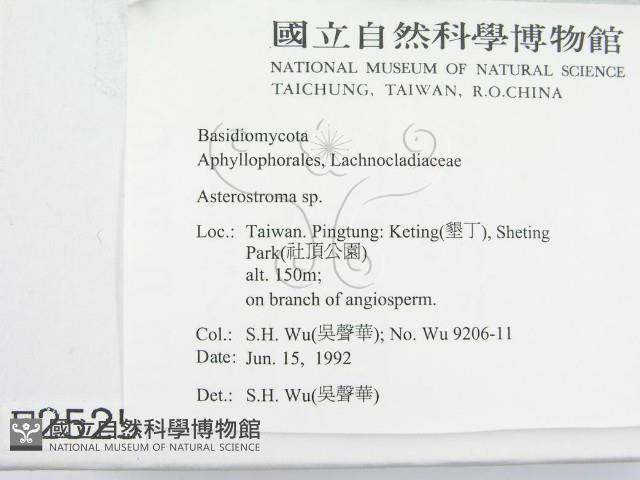 國立自然科學博物館
NATIONAL MUSEUM OF NATURAL SCIENCE
TAICHUNG, TAIWAN, R.O.CHINA
Basidiomycota
Aphyllophorales, Lachnocladiaceae
Asterostroma sp.
Loc.: Taiwan. Pingtung: Keting(墾丁), Sheting
Park(社頂公園)
alt. 150m;
on branch of angiosperm.
Col.: S.H. Wu(吳聲華); No. Wu 9206-11
Date: Jun. 15, 1992
Det.: S.H. Wu(吳聲華)
國立自然科學博物館
NATIONAL MUSEUM OF NATURAL SCIENCE